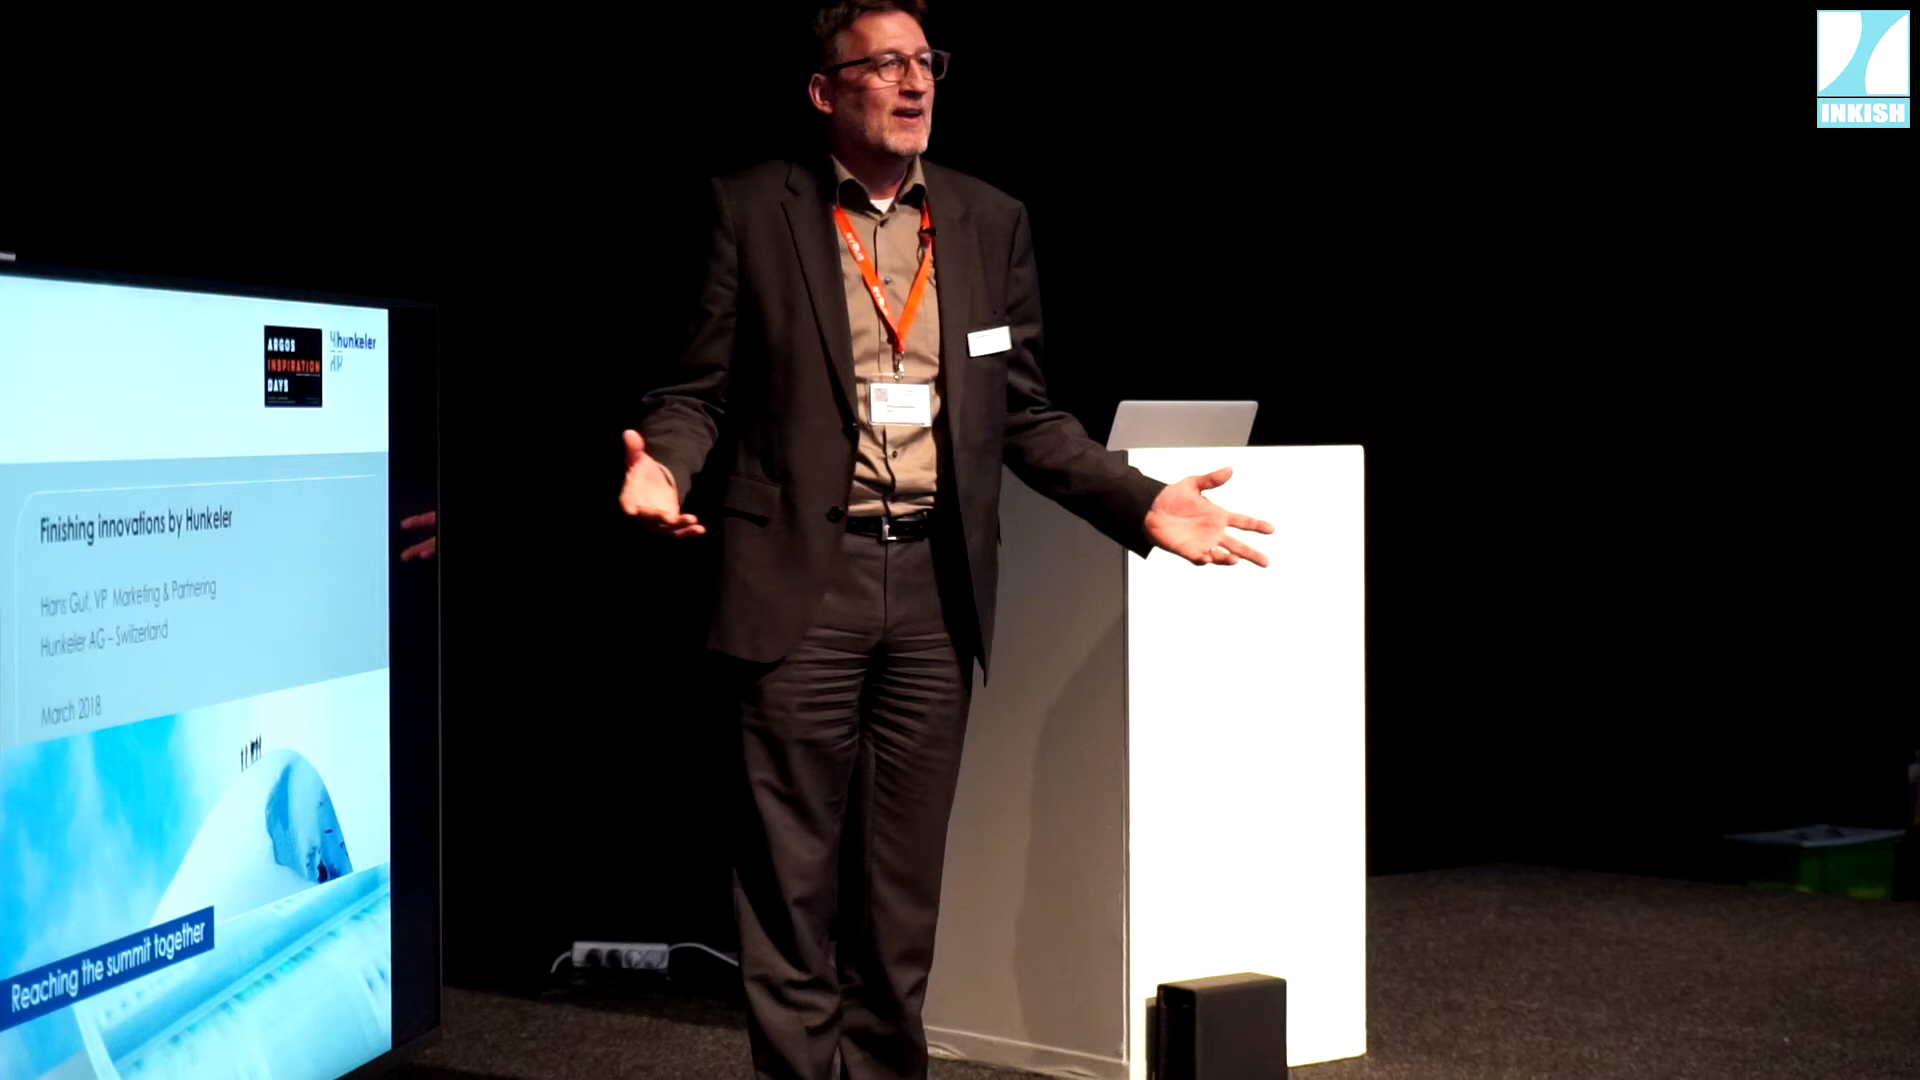 INKISH
ARGOS
INSPIRATION
DAYS
hunkeler
Finishing innovations by Hunkeler
Hans Gut, VP Marketing & Partnering
Hunkeler AG – Switzerland
March 2018
Reaching the summit together